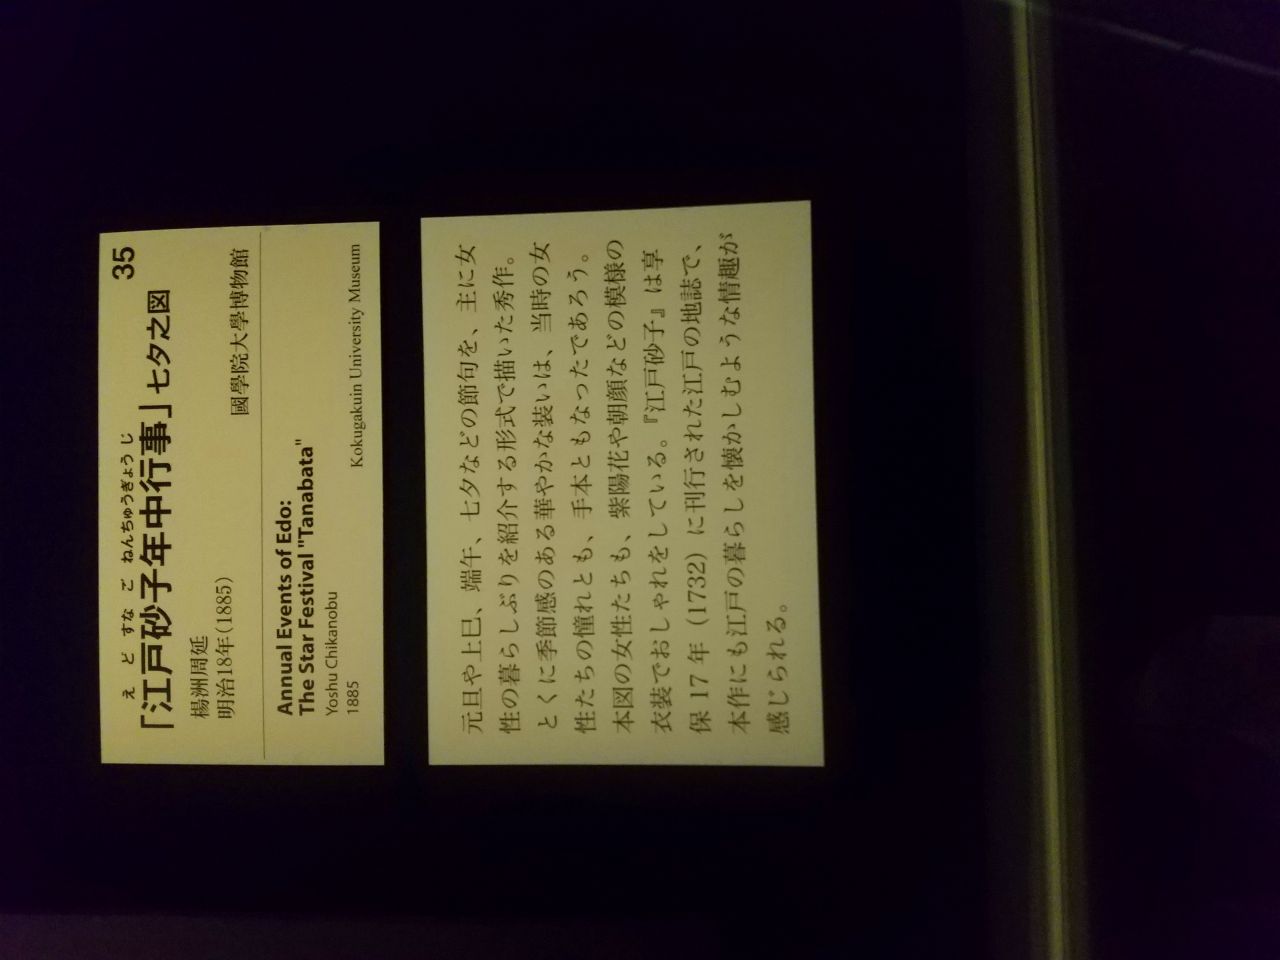 35
えどすなごねんちゅうぎょうじ
「江戸砂子年中行事」七夕之図
楊洲周延
明治18年(1885)
國學院大學博物館
Annual Events of Edo:
The Star Festival "Tanabata"
Yoshu Chikanobu
1885
Kokugakuin University Museum
元旦や上巳、端午、七夕などの節句を、主に女
性の暮らしぶりを紹介する形式で描いた秀作。
とくに季節感のある華やかな装いは、当時の女
性たちの憧れとも、手本ともなったであろう。
本図の女性たちも、紫陽花や朝顔などの模様の
衣装でおしゃれをしている。『江戸砂子』は享
保 17 年（1732）に刊行された江戸の地誌で、
本作にも江戸の暮らしを懐かしむような情趣が
感じられる。